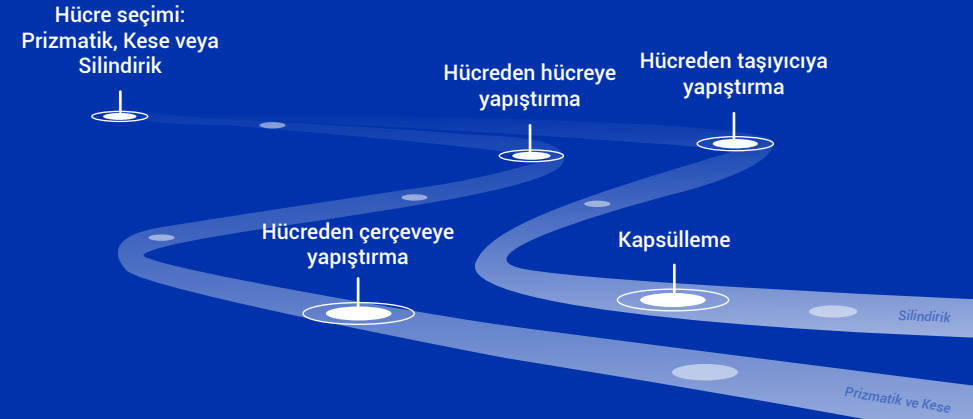 Hücre seçimi:
Prizmatik, Kese veya
Silindirik
Hücreden hücreye
yapıştırma
Hücreden taşıyıcıya
yapıştırma
Hücreden çerçeveye
yapıştırma
Kapsülleme
Silindirik
Prizmatik ve Kese